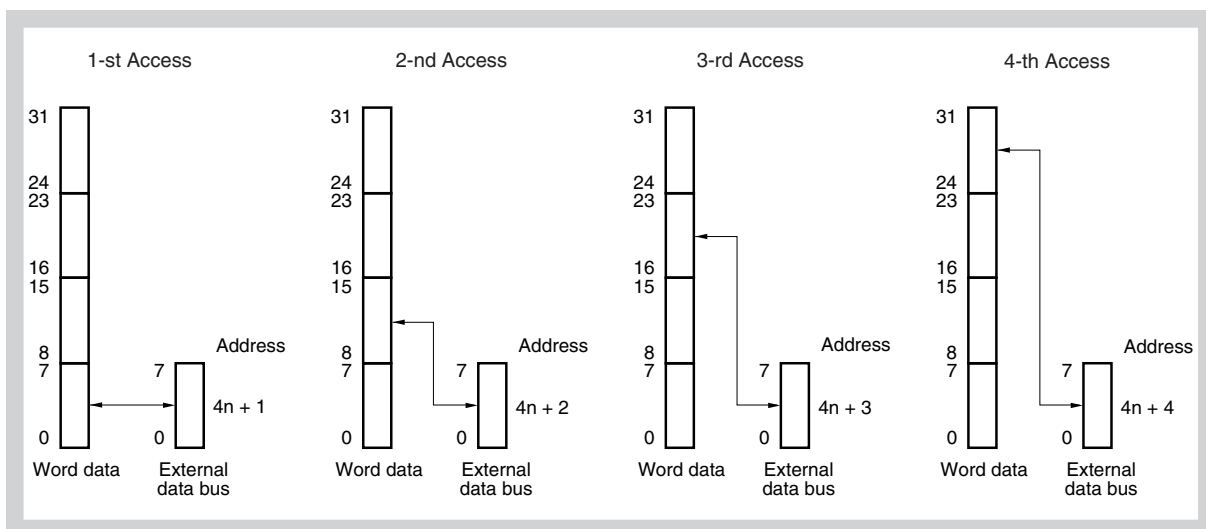 1-st Access
31
24
23
16
15
8
7
0
Word data
Address
7
4n + 1
0
External
data bus
2-nd Access
31
24
23
16
15
8
7
0
Word data
Address
7
4n + 2
0
External
data bus
3-rd Access
31
24
23
16
15
8
7
0
Word data
Address
7
4n + 3
0
External
data bus
4-th Access
31
24
23
16
15
8
7
0
Word data
Address
7
4n + 4
0
External
data bus